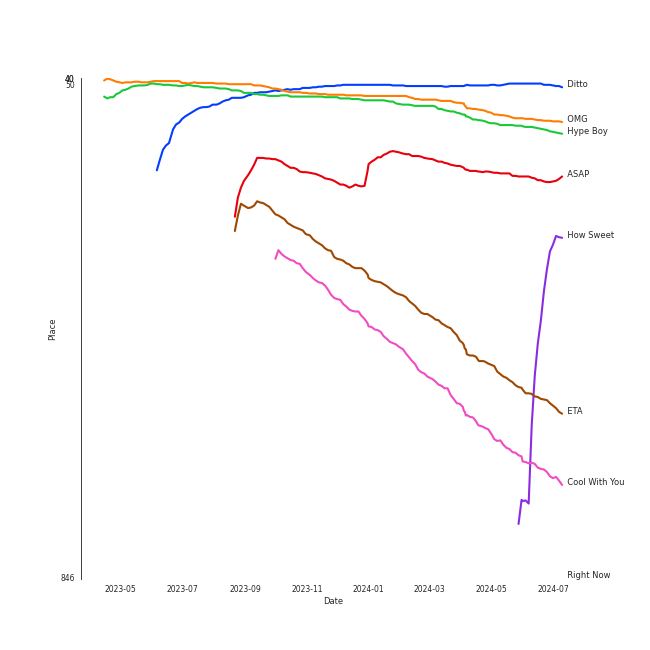 40
50
Ditto
OMG
Hype Boy
ASAP
How Sweet
Place
ETA
Cool With You
Right Now
846
2023-05 2023-07 2023-09 2023-11 2024-01 2024-03 2024-05 2024-07
Date